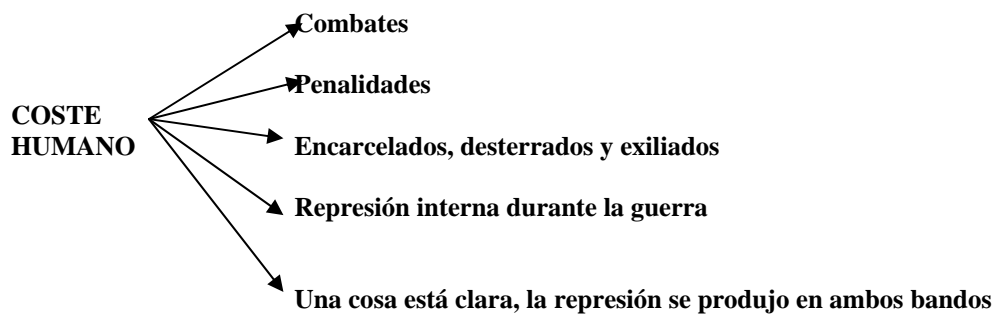 Combates
Penalidades
COSTE
HUMANO
Encarcelados, desterrados y exiliados
Represión interna durante la guerra
Una cosa está clara, la represión se produjo en ambos bandos